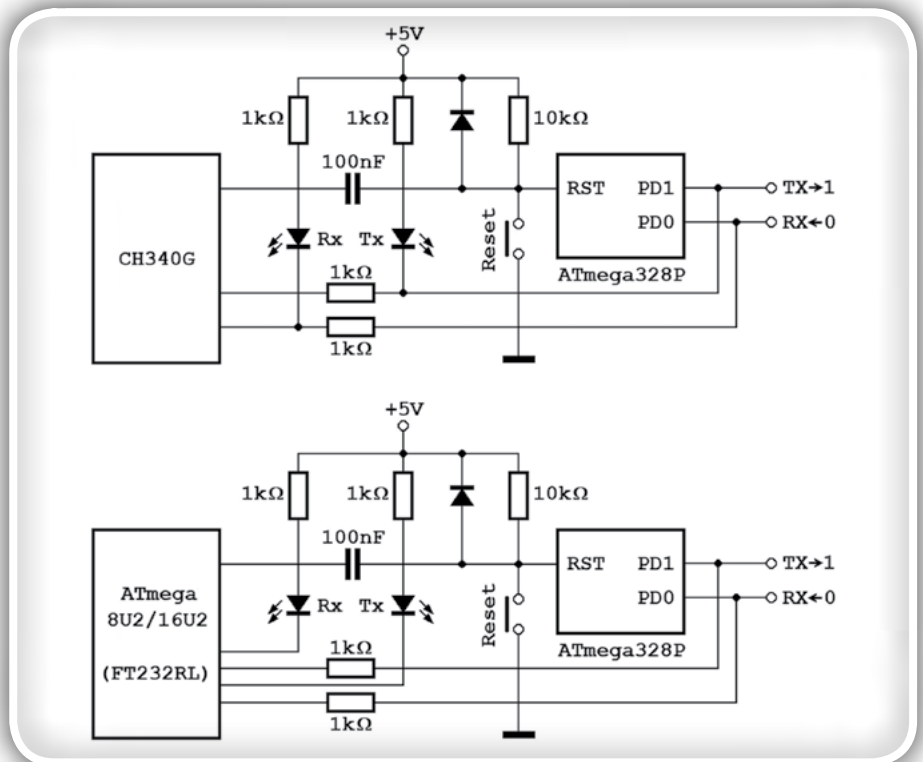 +5V
1kΩ
1kΩ
10kΩ
100nF
RST
PD1
TX→1
PD0
RX←0
CH340G
Rx
Tx
Reset
ATmega328P
1kΩ
1kΩ
+5V
1kΩ
1kΩ
10kΩ
100nF
RST
PD1
TX→1
PD0
RX←0
ATmega
8U2/16U2
(FT232RL)
Rx
Tx
Reset
ATmega328P
1kΩ
1kΩ